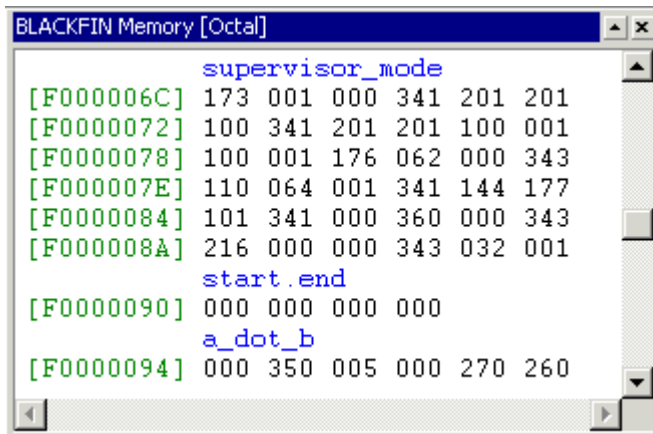 BLACKFIN Memory [Octal]
supervisor_mode
[F000006C] 173 001 000 341 201 201
[F0000072] 100 341 201 201 100 001
[F0000078] 100 001 176 062 000 343
[F000007E] 110 064 001 341 144 177
[F0000084] 101 341 000 360 000 343
[F000008A] 216 000 000 343 032 001
start.end
[F0000090] 000 000 000 000
a_dot_b
[F0000094] 000 350 005 000 270 260